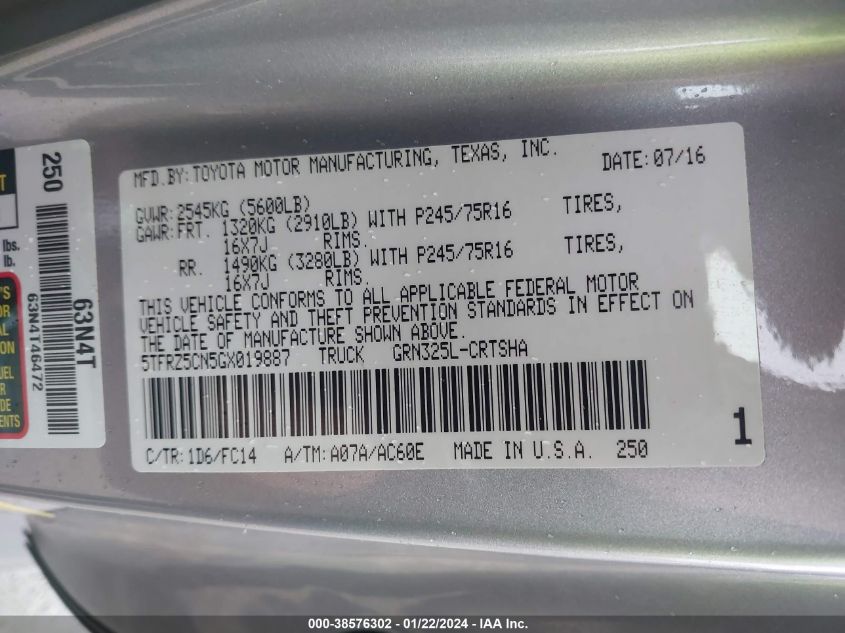 MFD.BY:TOYOTA MOTOR MANUFACTURING, TEXAS, INC. DATE:07/16
GVWR:2545KG (5600LB)
GAWR:FRT. 1320KG (2910LB) WITH P245/75R16 TIRES,
16X7J RIMS.
RR. 1490KG (3280LB) WITH P245/75R16 TIRES,
16X7J RIMS.
THIS VEHICLE CONFORMS TO ALL APPLICABLE FEDERAL MOTOR
VEHICLE SAFETY AND THEFT PREVENTION STANDARDS IN EFFECT ON
THE DATE OF MANUFACTURE SHOWN ABOVE.
5TFRZ5CN5GX019887 TRUCK GRN325L-CRTSHA
C/TR:1D6/FC14 A/TM:A07A/AC60E MADE IN U.S.A. 250
1
250
63N4T
63N4T46472
lbs.
lb.
000-38576302 - 01/22/2024 - IAA Inc.